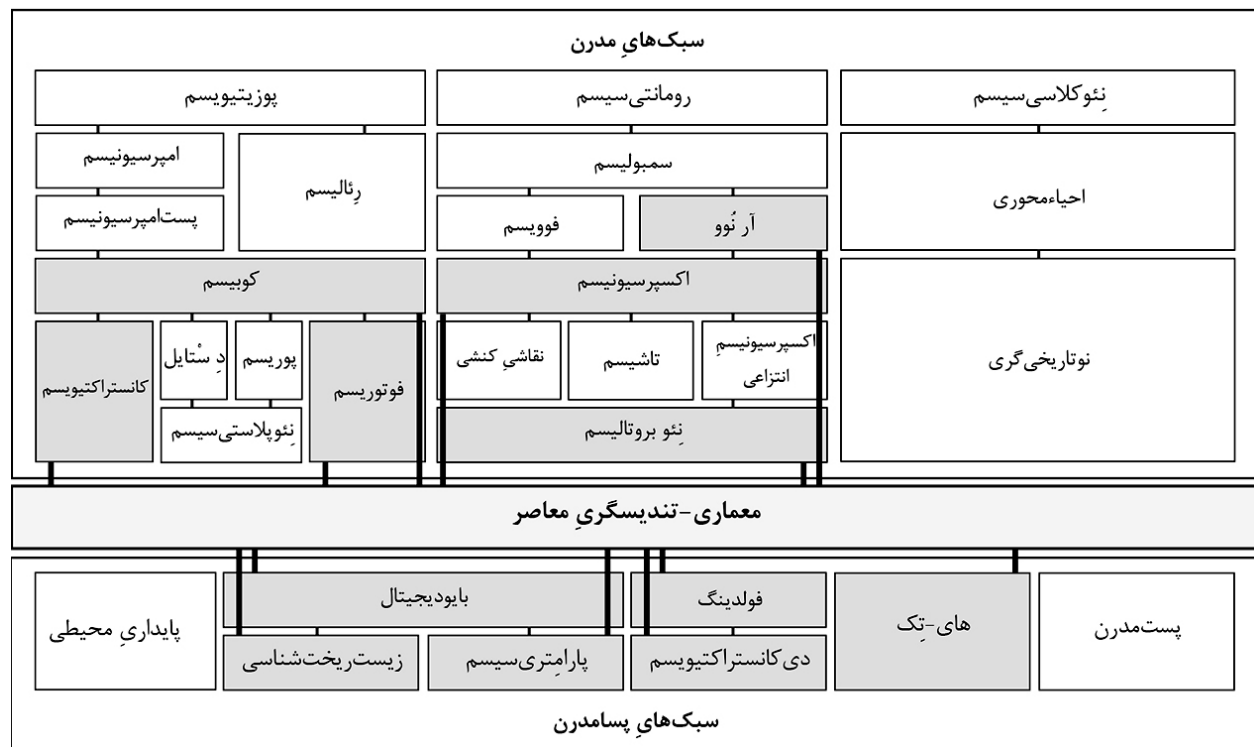 سبک‌هایِ مدرن
نِئوکلاسی‌سیسم
رومانتی‌سیسم
پوزیتیویسم
احیاءمحوری
سمبولیسم
رِئالیسم
امپرسیونیسم
آر نُوو
فوویسم
پست‌امپرسیونیسم
نوتاریخی‌گری
اکسپرسیونیسم
کوبیسم
اکسپرسیونیسمِ
انتزاعی
تاشیسم
نقاشیِ کنشی
فوتوریسم
پوریسم
دِ سْتایل
کانستراکتیویسم
نِئو بروتالیسم
نِئوپلاستی‌سیسم
معماری-تندیسگریِ معاصر
پست‌مدرن
های-تِک
فولدینگ
بایودیجیتال
پایداریِ محیطی
دی‌کانستراکتیویسم
پارامِتری‌سیسم
زیست‌ریخت‌شناسی
سبک‌هایِ پسامدرن